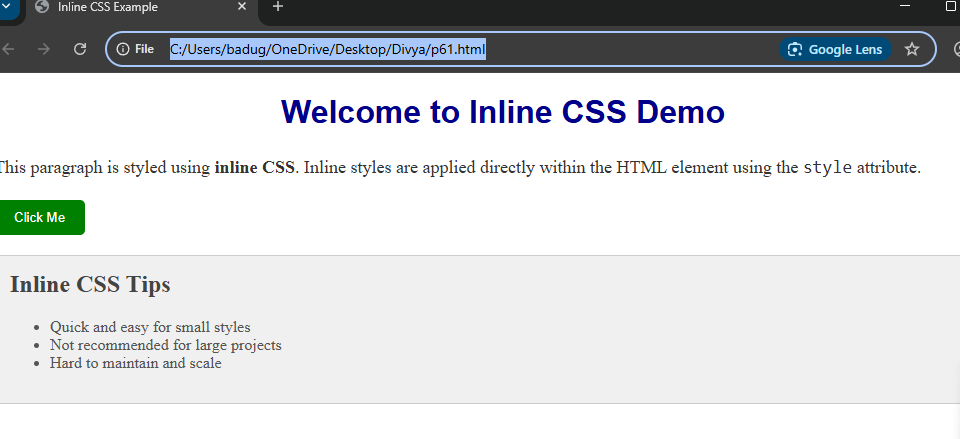 Inline CSS Example
File C:/Users/badug/OneDrive/Desktop/Divya/p61.html Google Lens
Welcome to Inline CSS Demo
This paragraph is styled using inline CSS. Inline styles are applied directly within the HTML element using the style attribute.
Click Me
Inline CSS Tips
• Quick and easy for small styles
• Not recommended for large projects
• Hard to maintain and scale